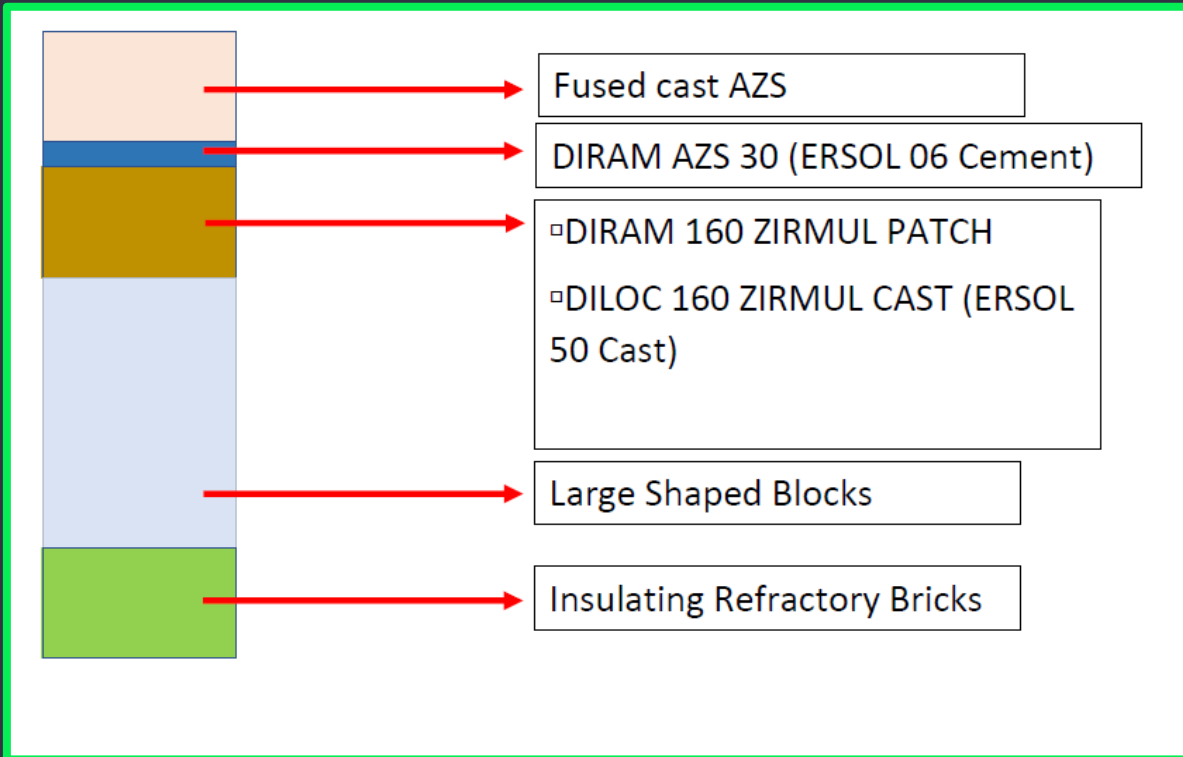 Fused cast AZS
DIRAM AZS 30 (ERSOL 06 Cement)
▫DIRAM 160 ZIRMUL PATCH
▫DILOC 160 ZIRMUL CAST (ERSOL
50 Cast)
Large Shaped Blocks
Insulating Refractory Bricks